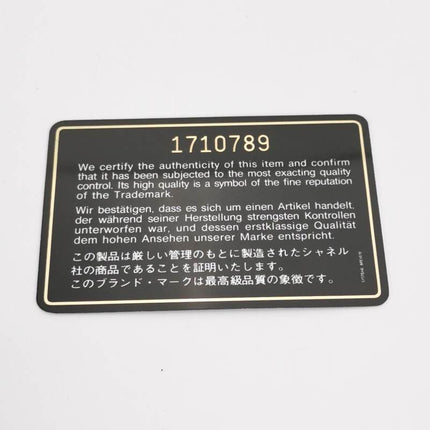 1710789
We certify the authenticity of this item and confirm
that it has been subjected to the most exacting quality
control. Its high quality is a symbol of the fine reputation
of the Trademark.
Wir bestätigen, dass es sich um einen Artikel handelt,
der während seiner Herstellung strengsten Kontrollen
unterworfen war, und dessen erstklassige Qualität
dem hohen Ansehen unserer Marke entspricht.
この製品は厳しい管理のもとに製造されたシャネル
社の商品であることを証明いたします。
このブランド・マークは最高級品質の象徴です。